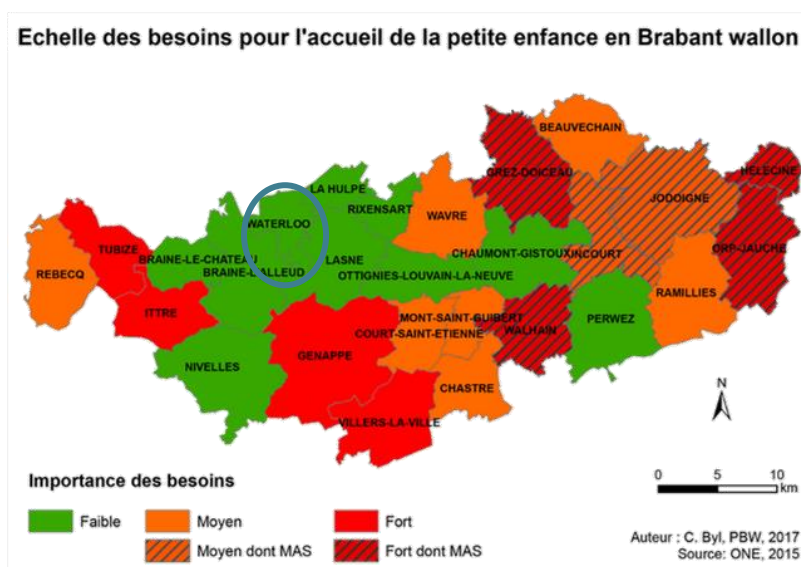 Echelle des besoins pour l'accueil de la petite enfance en Brabant wallon
BEAUVECHAIN
GREZ-DOICEAU
HELECINE
LA HULPE
JODOIGNE
RIXENSART
WAVRE
WATERLOO
TUBIZE
CHAUMONT-GISTOUX
INCOURT
ORP-JAUCHE
BRAINE-LE-CHATEAU
LASNE
REBECQ
BRAINE-L'ALLEUD
OTTIGNIES-LOUVAIN-LA-NEUVE
RAMILLIES
ITTRE
MONT-SAINT-GUIBERT
PERWEZ
COURT-SAINT-ETIENNE
WALHAIN
GENAPPE
NIVELLES
CHASTRE
VILLERS-LA-VILLE
N
Importance des besoins
0 5 10
km
Faible Moyen Fort
Moyen dont MAS Fort dont MAS
Auteur : C. Byl, PBW, 2017
Source: ONE, 2015